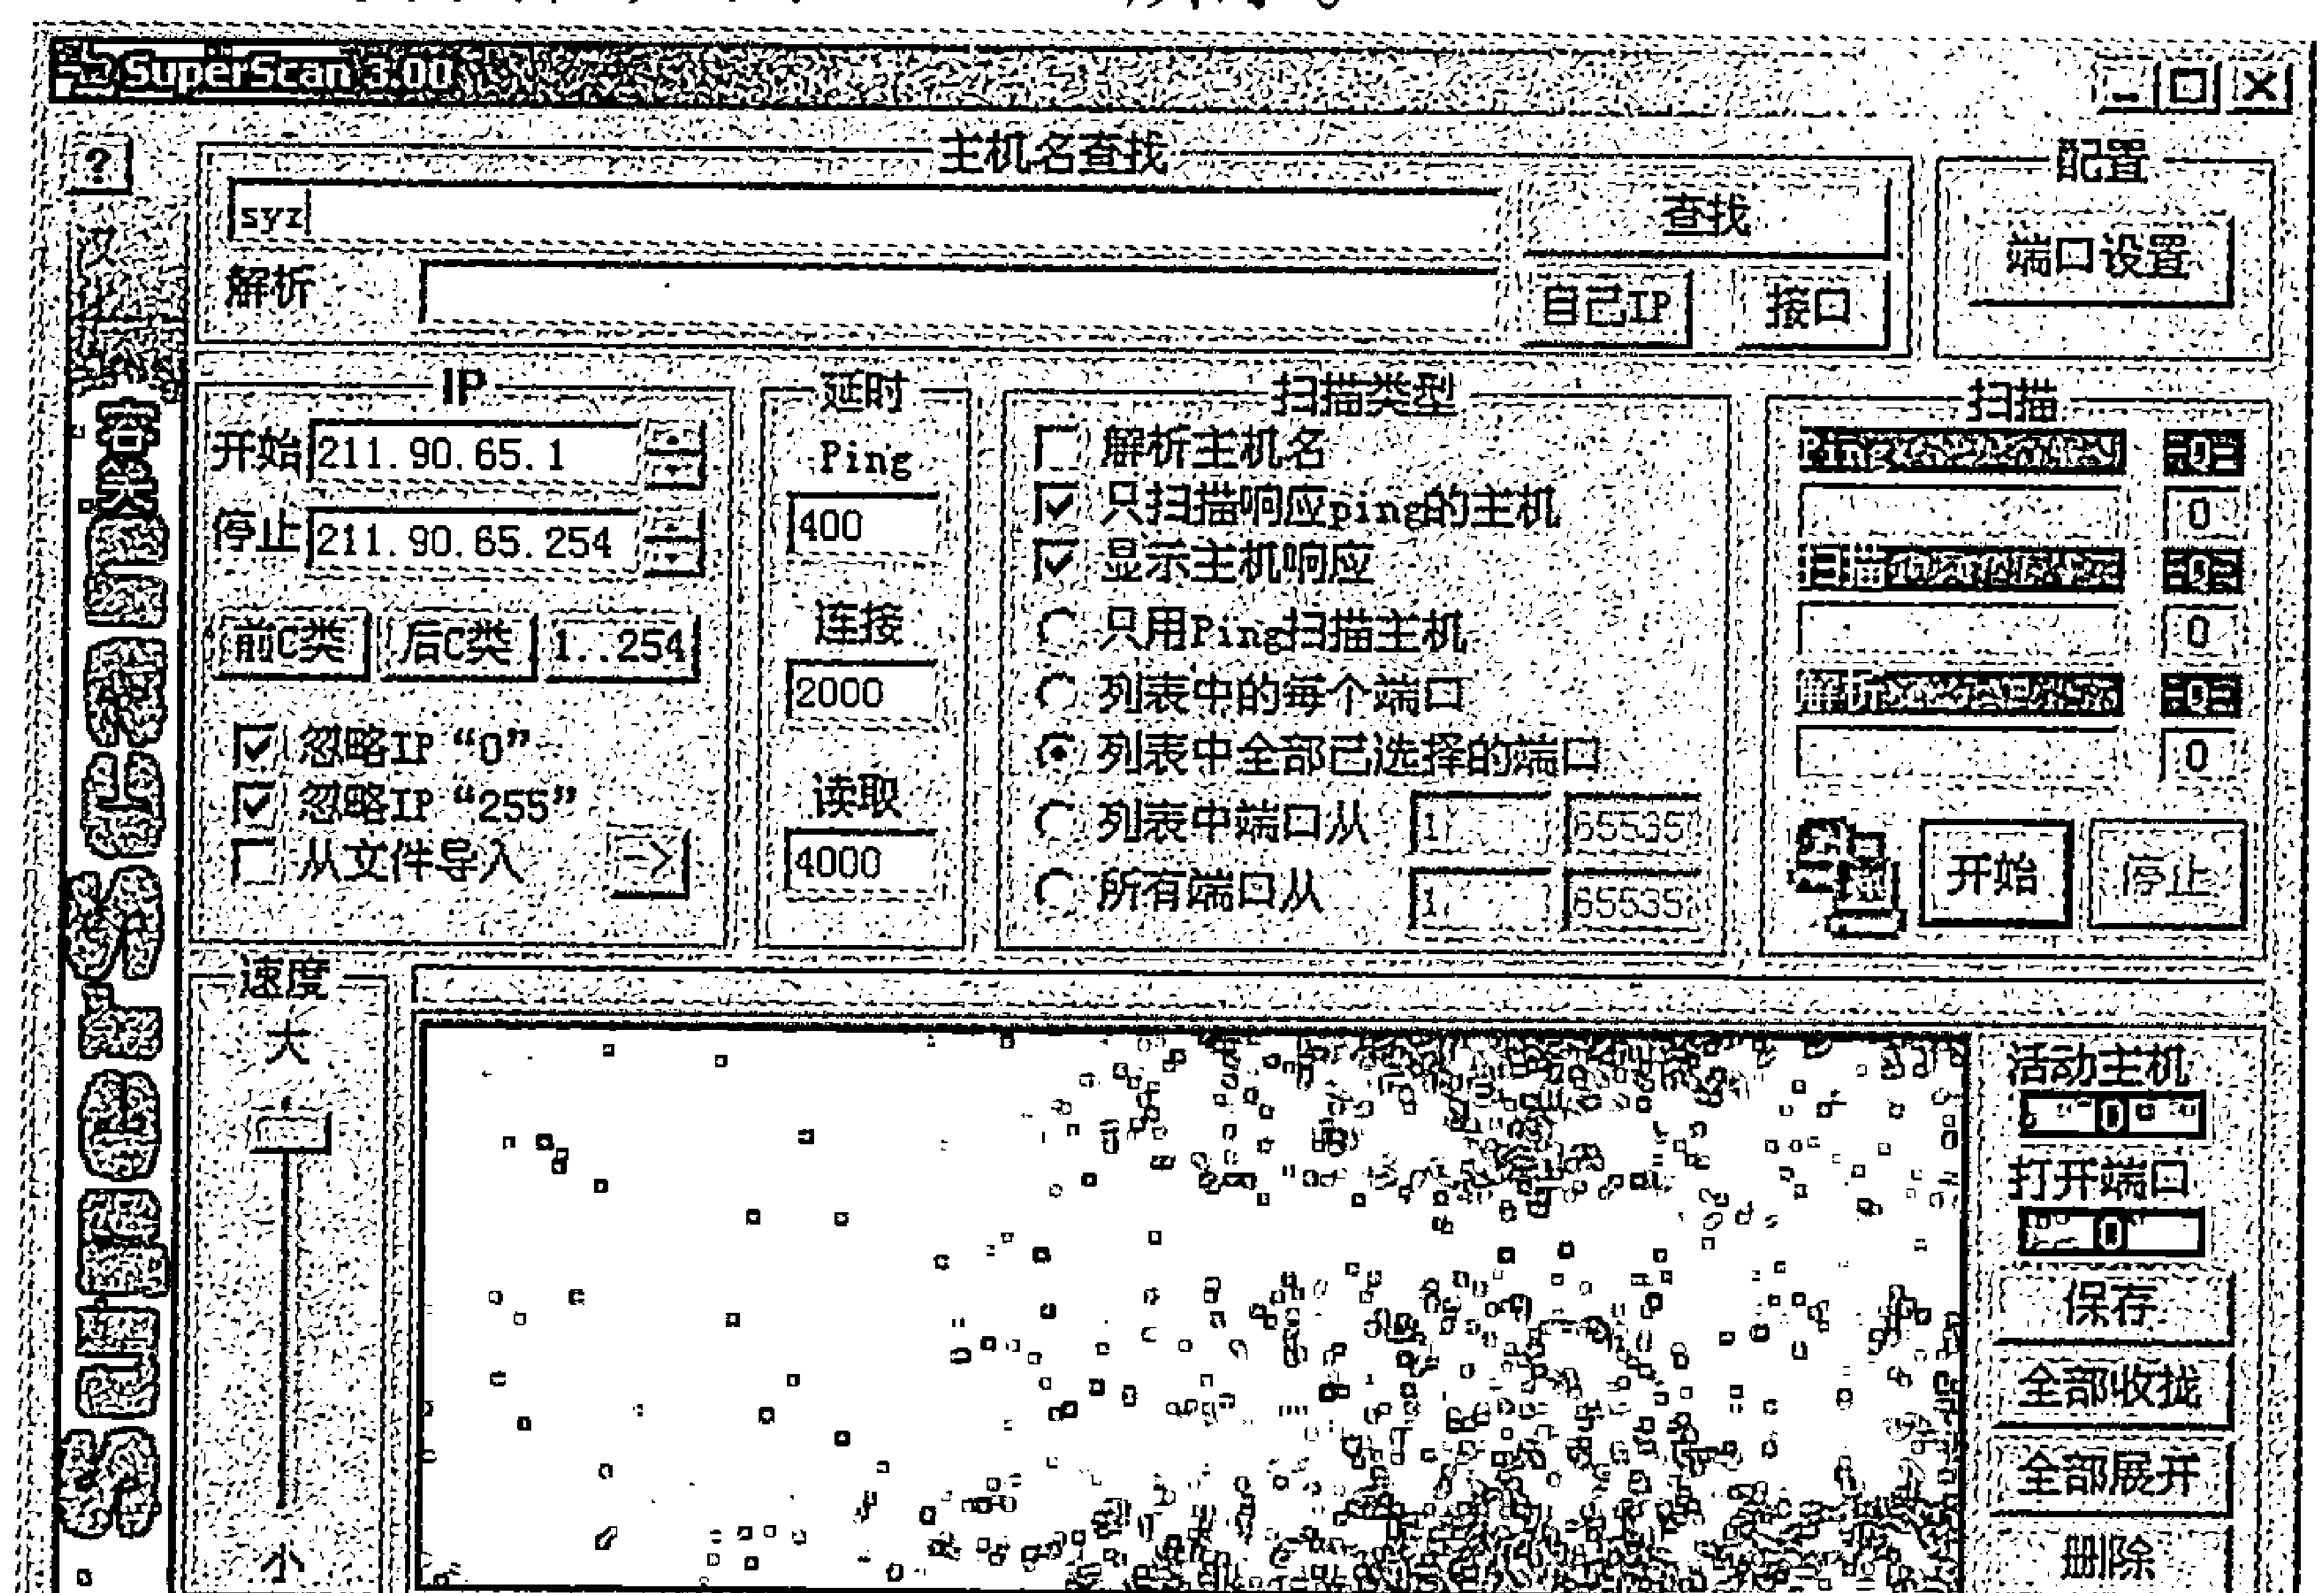 SuperScan 3.00
?
主机名查找
syz
查找
解析
自己IP
接口
配置
端口设置
IP
开始 211.90.65.1
停止 211.90.65.254
前C类 后C类 1..254
忽略IP “0”
忽略IP “255”
从文件导入 ->
延时
Ping
400
连接
2000
读取
4000
扫描类型
解析主机名
只扫描响应ping的主机
显示主机响应
只用Ping扫描主机
列表中的每个端口
列表中全部已选择的端口
列表中端口从 1 65535
所有端口从 1 65535
扫描
Ping 0
0
扫描 0
0
解析 0
0
开始 停止
速度
大
小
活动主机
0
打开端口
0
保存
全部收拢
全部展开
删除